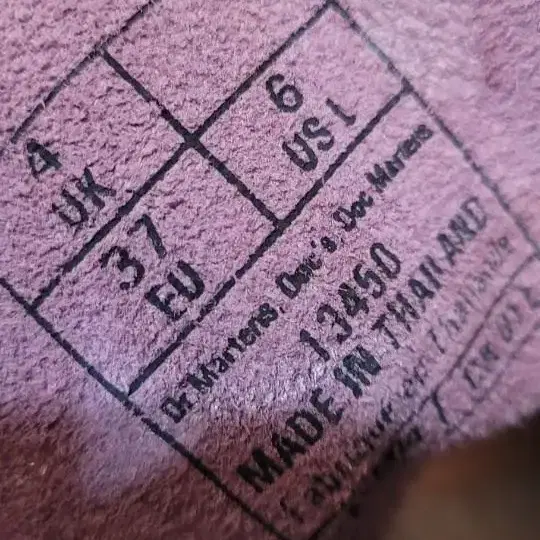 4
UK
6
US L
37
EU
Dr. Martens, Doc's, Doc Martens
13450
MADE IN THAILAND